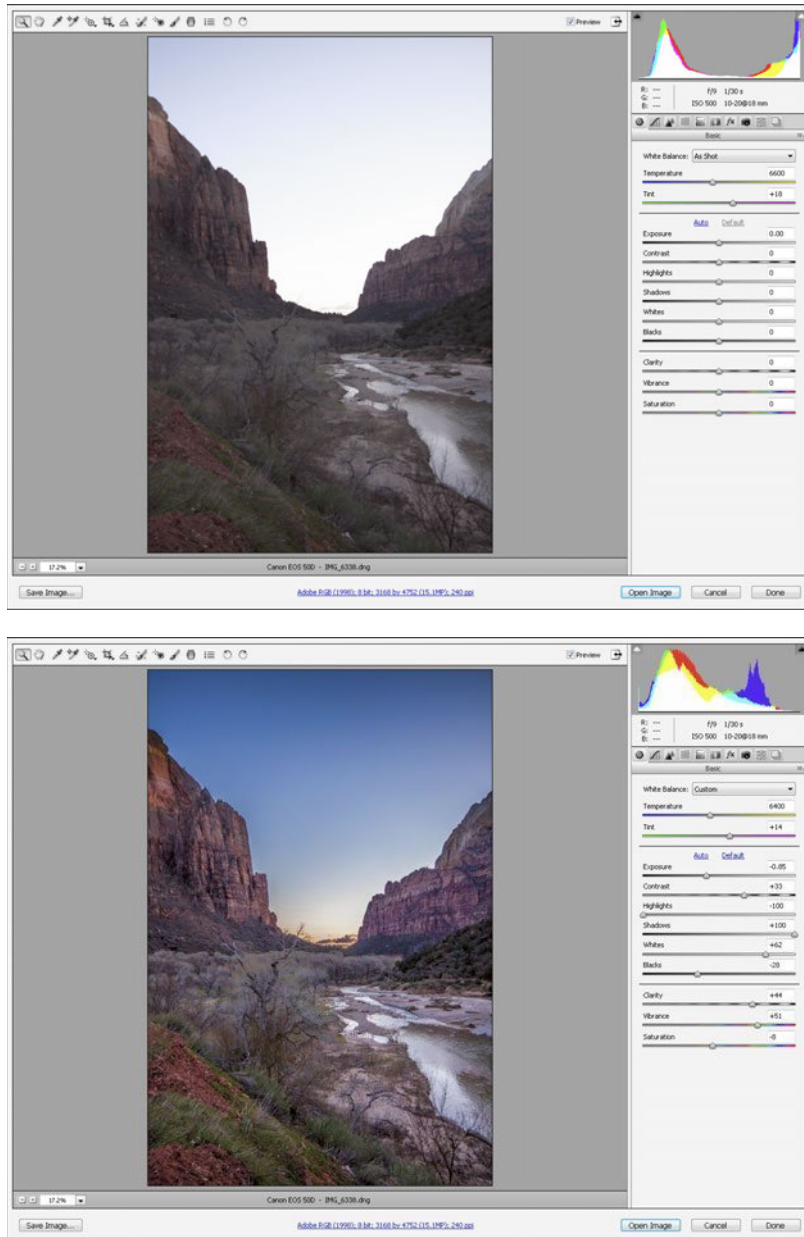 Preview
R: ---
G: ---
B: ---
f/9 1/30 s
ISO 500 10-20@18 mm
Basic
White Balance: As Shot
Temperature 6600
Tint +18
Auto Default
Exposure 0.00
Contrast 0
Highlights 0
Shadows 0
Whites 0
Blacks 0
Clarity 0
Vibrance 0
Saturation 0
17.2%
Canon EOS 50D - IMG_6338.dng
Save Image...
Adobe RGB (1998); 8 bit; 3168 by 4752 (15.1MP); 240 ppi
Open Image Cancel Done
Preview
R: ---
G: ---
B: ---
f/9 1/30 s
ISO 500 10-20@18 mm
Basic
White Balance: Custom
Temperature 6400
Tint +14
Auto Default
Exposure -0.85
Contrast +33
Highlights -100
Shadows +100
Whites +62
Blacks -28
Clarity +44
Vibrance +51
Saturation -8
17.2%
Canon EOS 50D - IMG_6338.dng
Save Image...
Adobe RGB (1998); 8 bit; 3168 by 4752 (15.1MP); 240 ppi
Open Image Cancel Done